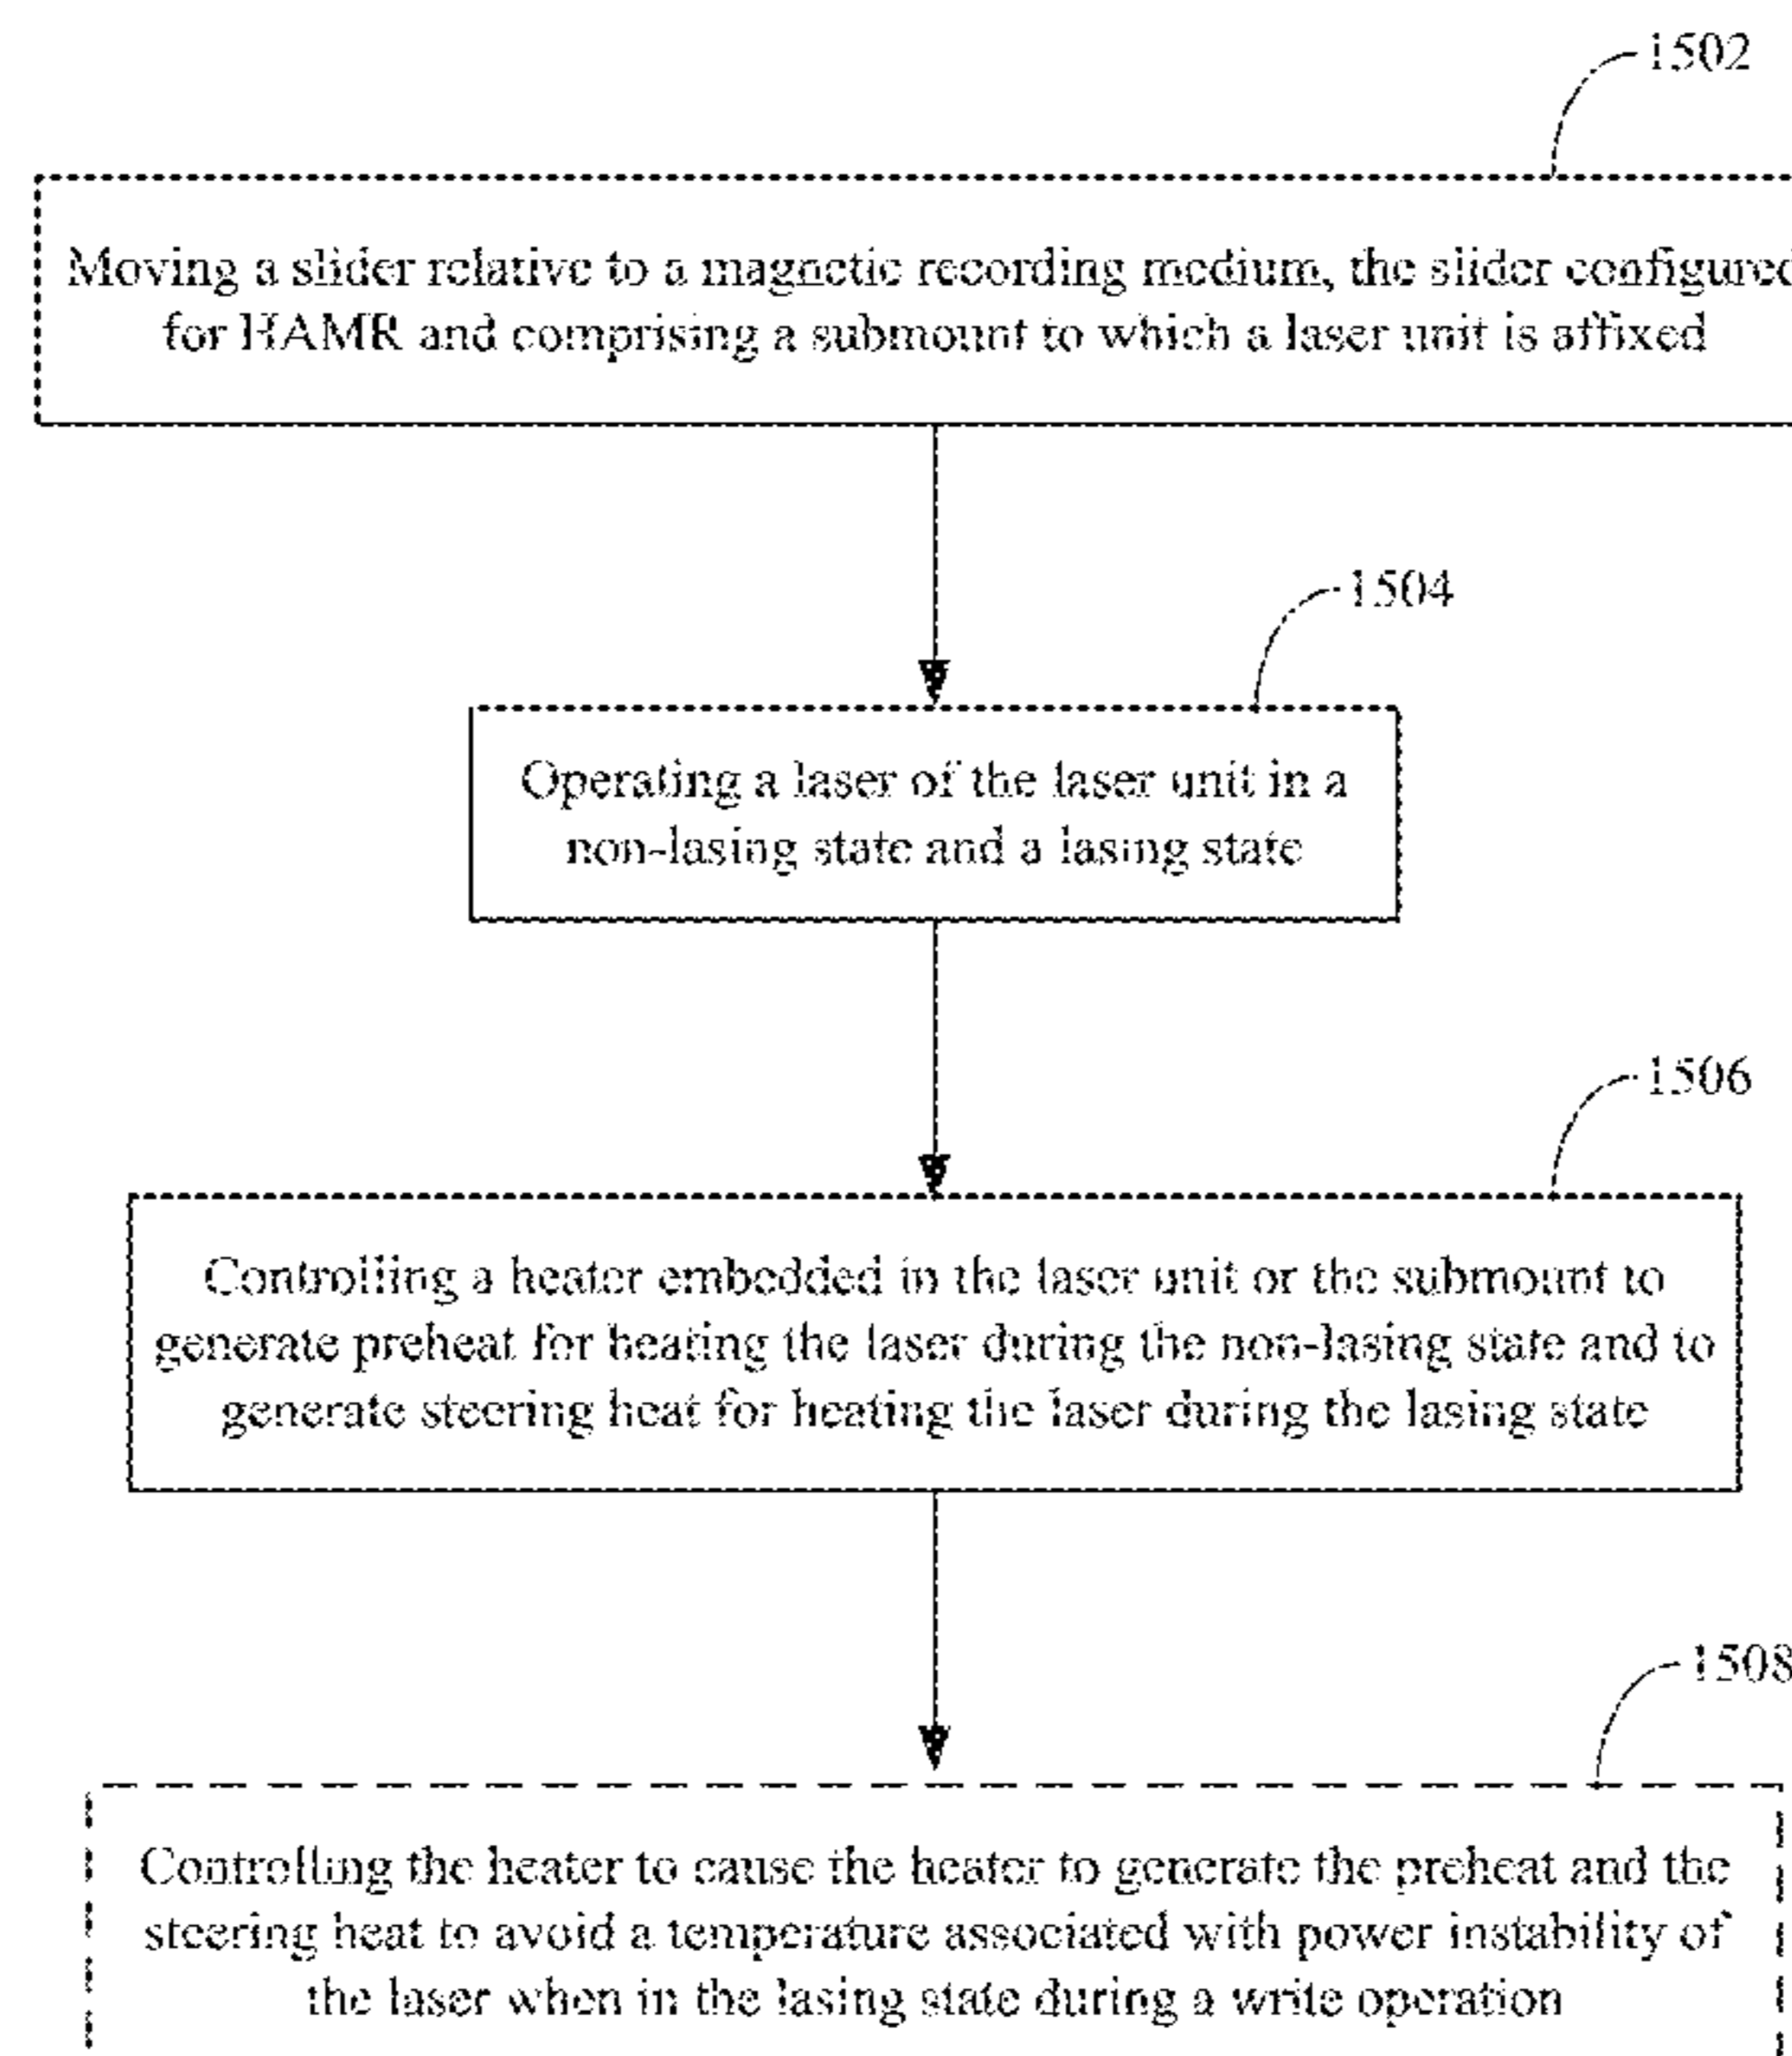 1502
Moving a slider relative to a magnetic recording medium, the slider configured
for HAMR and comprising a submount to which a laser unit is affixed
1504
Operating a laser of the laser unit in a
non-lasing state and a lasing state
1506
Controlling a heater embedded in the laser unit or the submount to
generate preheat for heating the laser during the non-lasing state and to
generate steering heat for heating the laser during the lasing state
1508
Controlling the heater to cause the heater to generate the preheat and the
steering heat to avoid a temperature associated with power instability of
the laser when in the lasing state during a write operation